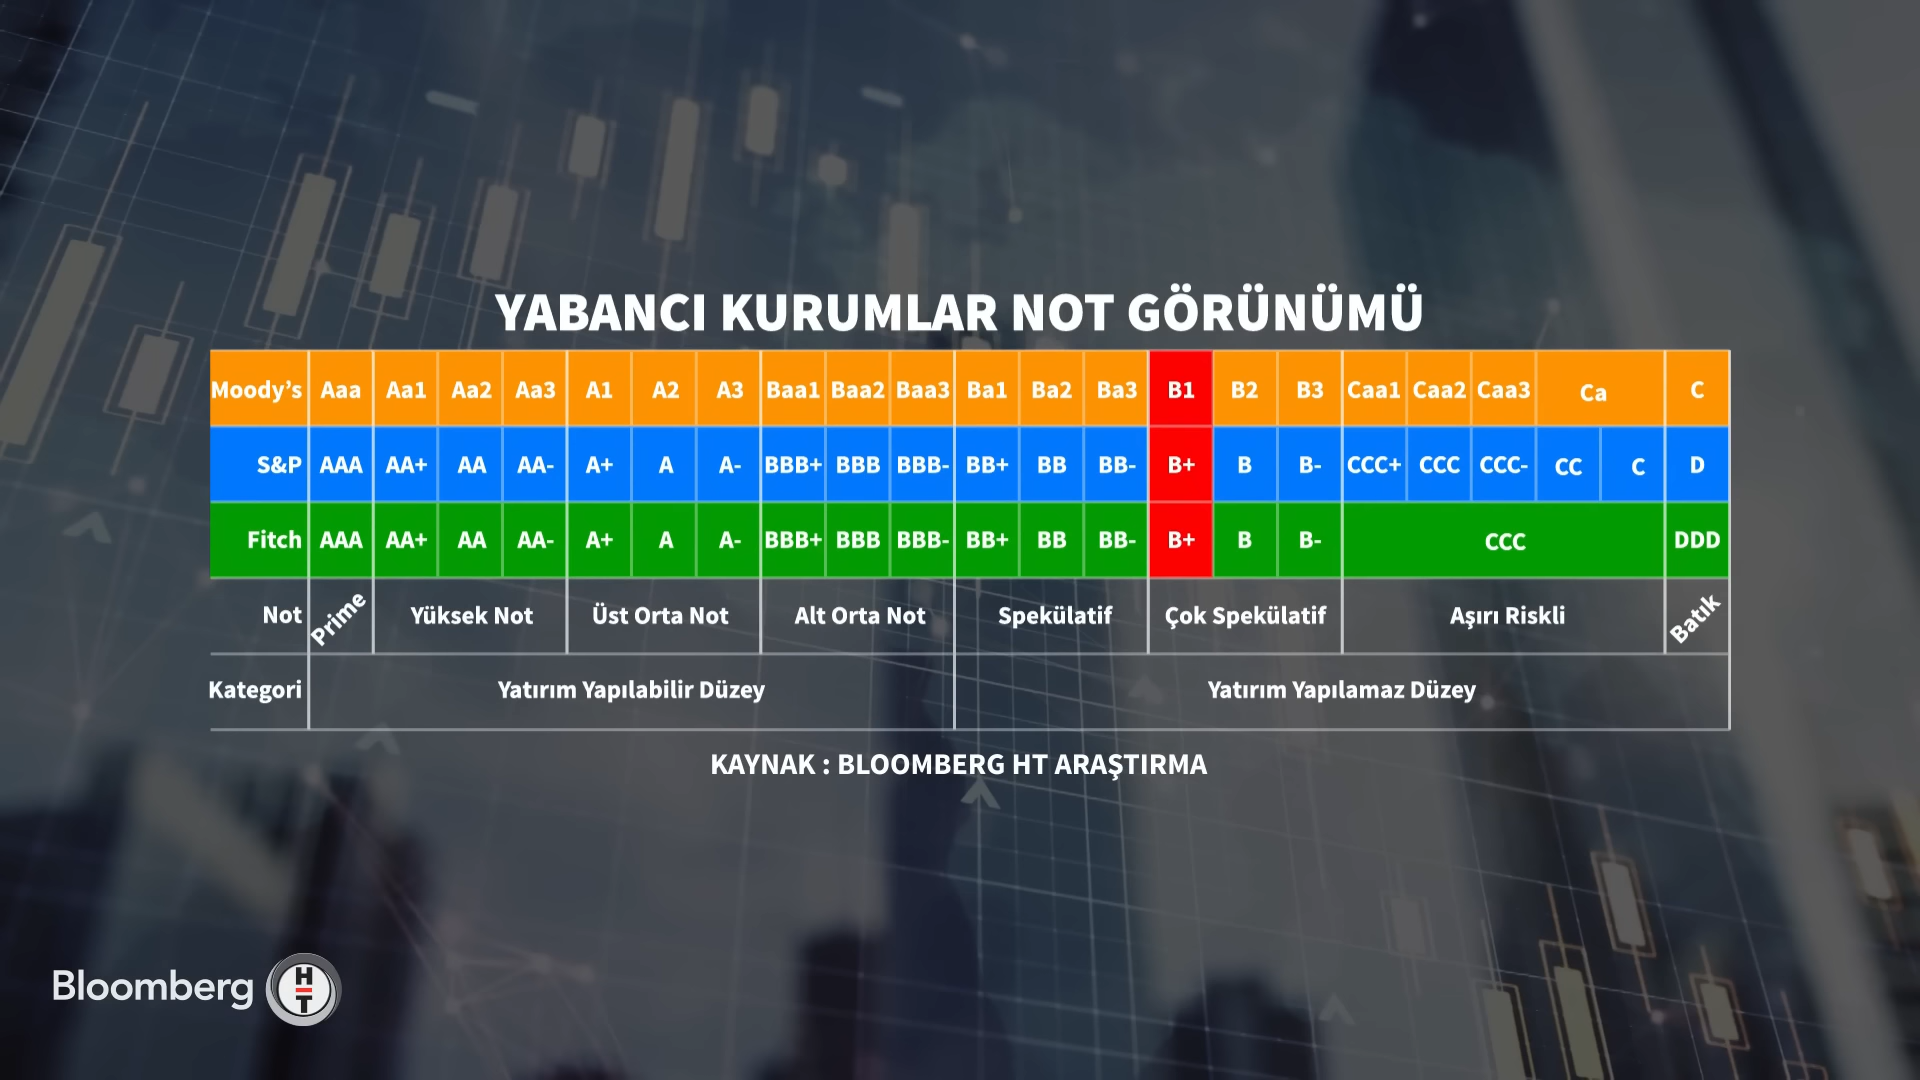 YABANCI KURUMLAR NOT GÖRÜNÜMÜ
Moody’s Aaa Aa1 Aa2 Aa3 A1 A2 A3 Baa1 Baa2 Baa3 Ba1 Ba2 Ba3 B1 B2 B3 Caa1 Caa2 Caa3 Ca C
S&P AAA AA+ AA AA- A+ A A- BBB+ BBB BBB- BB+ BB BB- B+ B B- CCC+ CCC CCC- CC C D
Fitch AAA AA+ AA AA- A+ A A- BBB+ BBB BBB- BB+ BB BB- B+ B B- CCC DDD
Not Prime Yüksek Not Üst Orta Not Alt Orta Not Spekülatif Çok Spekülatif Aşırı Riskli Batık
Kategori Yatırım Yapılabilir Düzey Yatırım Yapılamaz Düzey
KAYNAK : BLOOMBERG HT ARAŞTIRMA
Bloomberg HT